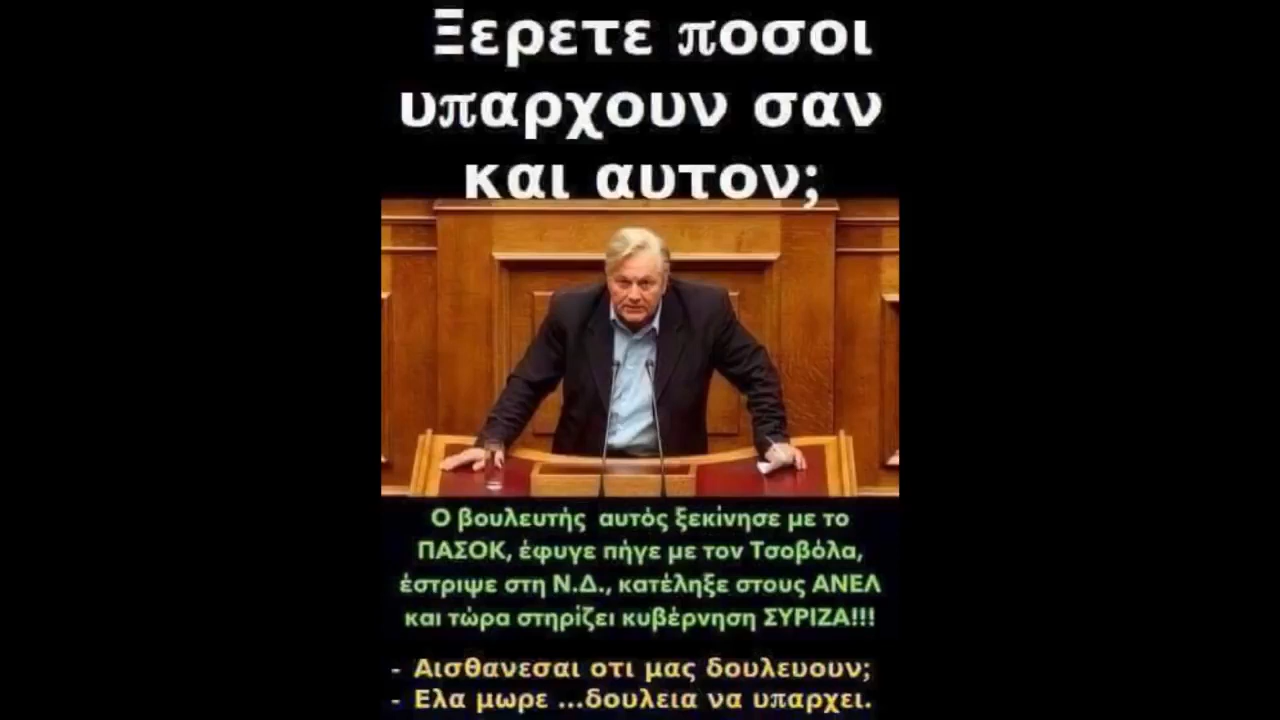 Ξερετε ποσοι
υπαρχουν σαν
και αυτον;
Ο βουλευτής αυτός ξεκίνησε με το
ΠΑΣΟΚ, έφυγε πήγε με τον Τσοβόλα,
έστριψε στη Ν.Δ., κατέληξε στους ΑΝΕΛ
και τώρα στηρίζει κυβέρνηση ΣΥΡΙΖΑ!!!
- Αισθανεσαι οτι μας δουλευουν;
- Ελα μωρε ...δουλεια να υπαρχει.